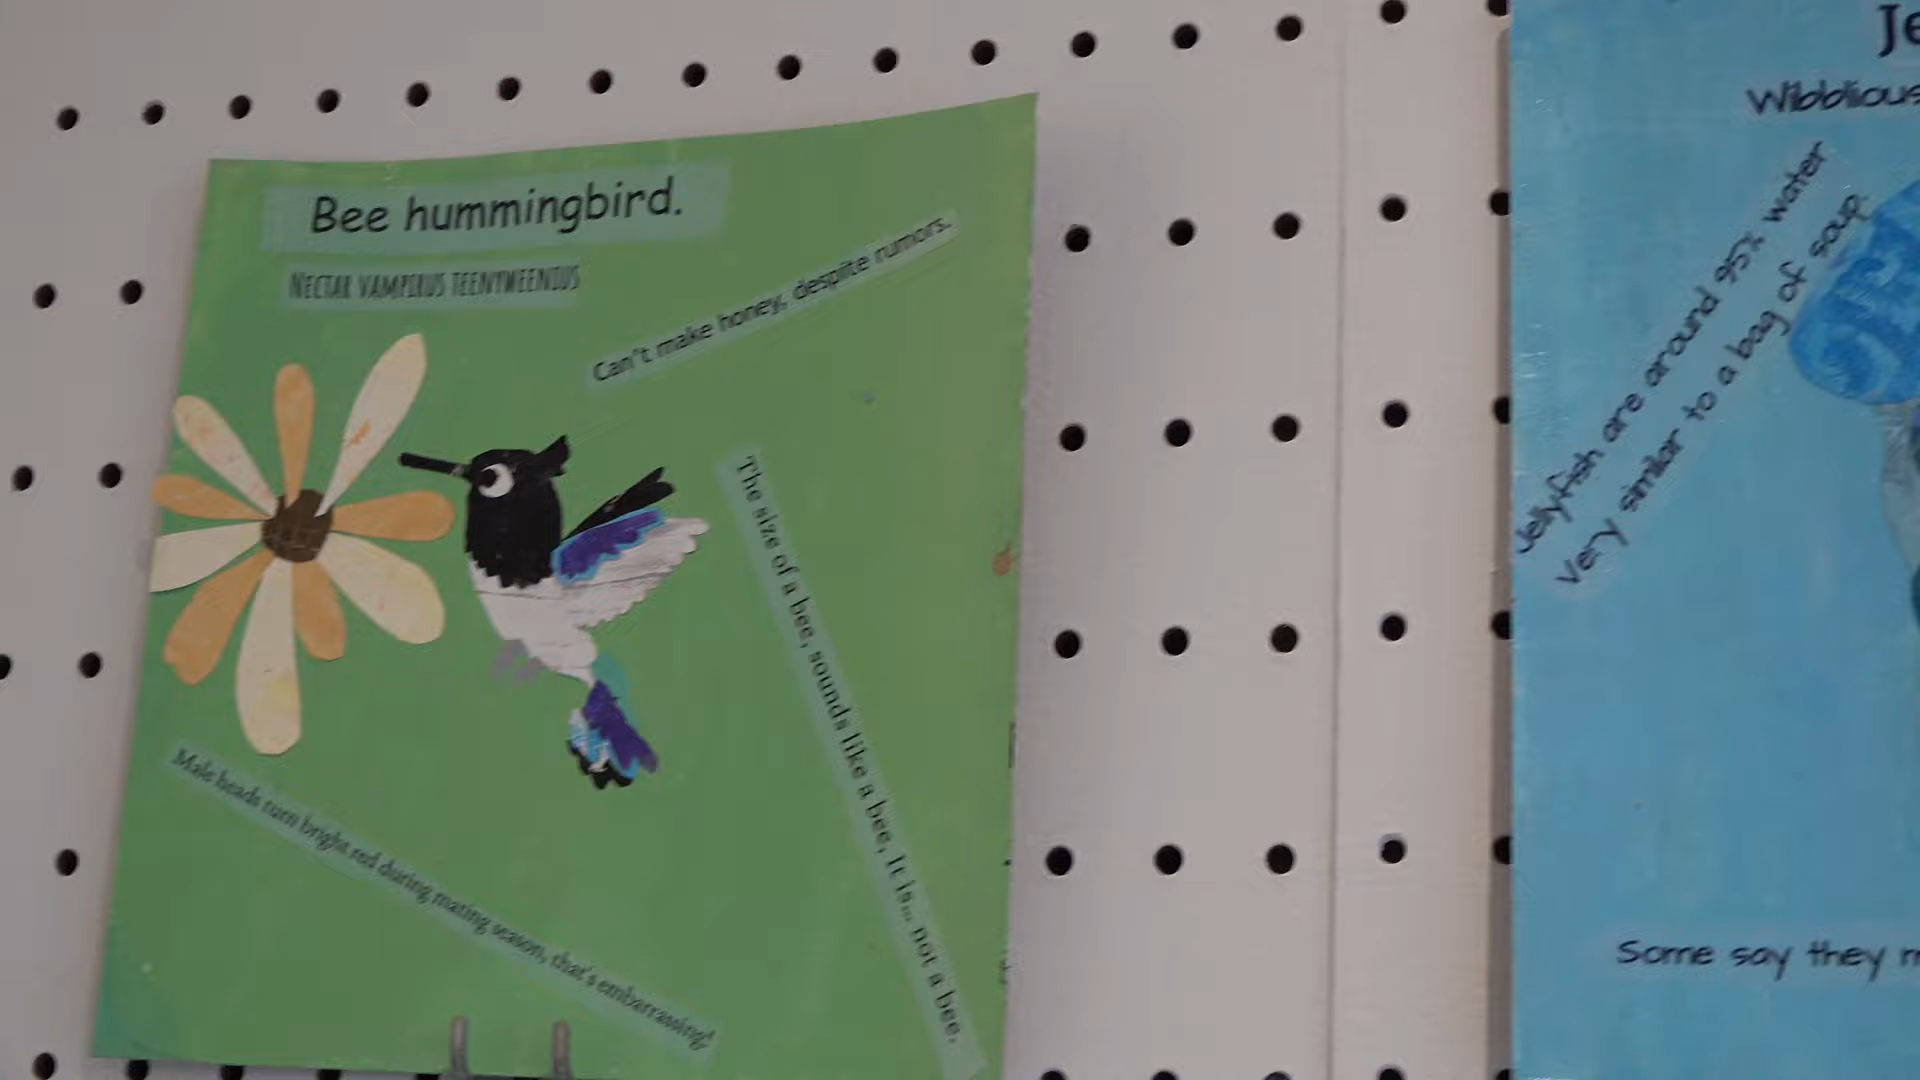 Bee hummingbird.
NECTAR VAMPIRUS TEENYWEENIUS
Can't make honey, despite rumors.
The size of a bee, sounds like a bee, It is... not a bee.
Male heads turn bright red during mating season, that's embarrassing!
Je
Wibblious
Jellyfish are around 95% water
Very similar to a bag of soup.
Some say they